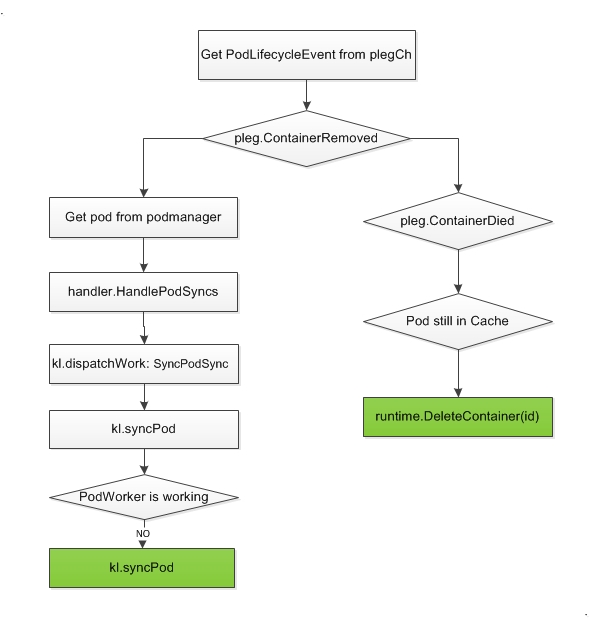 Get PodLifecycleEvent from plegCh
pleg.ContainerRemoved
Get pod from podmanager
handler.HandlePodSyncs
kl.dispatchWork: SyncPodSync
kl.syncPod
PodWorker is working
NO
kl.syncPod
pleg.ContainerDied
Pod still in Cache
runtime.DeleteContainer(id)